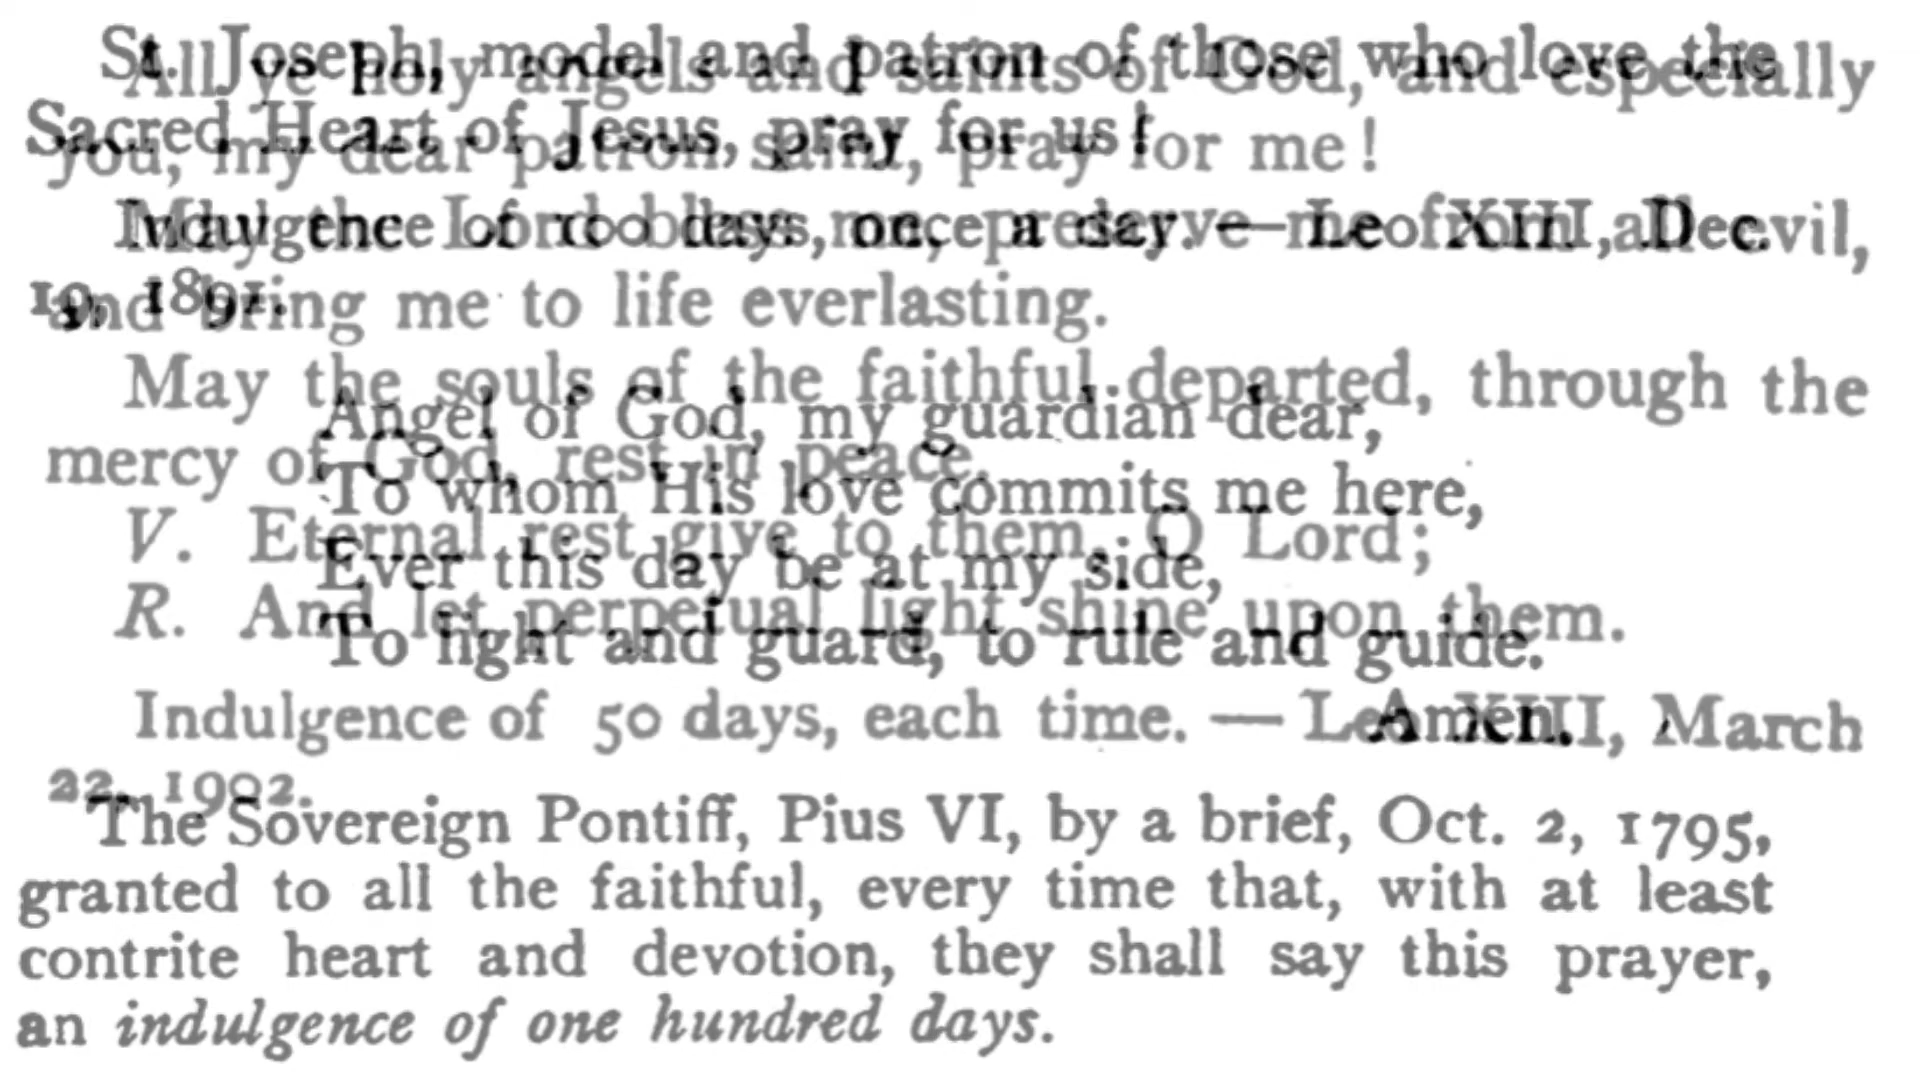 St. Joseph, model and patron of those who love the
Sacred Heart of Jesus, pray for us!
Indulgence of 100 days, once a day. — Leo XIII, Dec.
19, 1891.
Angel of God, my guardian dear,
To whom His love commits me here,
Ever this day be at my side,
To light and guard, to rule and guide.
Amen.
The Sovereign Pontiff, Pius VI, by a brief, Oct. 2, 1795,
granted to all the faithful, every time that, with at least
contrite heart and devotion, they shall say this prayer,
an indulgence of one hundred days.
All ye holy angels and saints of God, and especially
you, my dear patron saint, pray for me!
May the Lord bless me, preserve me from all evil,
and bring me to life everlasting.
May the souls of the faithful departed, through the
mercy of God, rest in peace.
V. Eternal rest give to them, O Lord;
R. And let perpetual light shine upon them.
Indulgence of 50 days, each time. — Leo XIII, March
22, 1902.